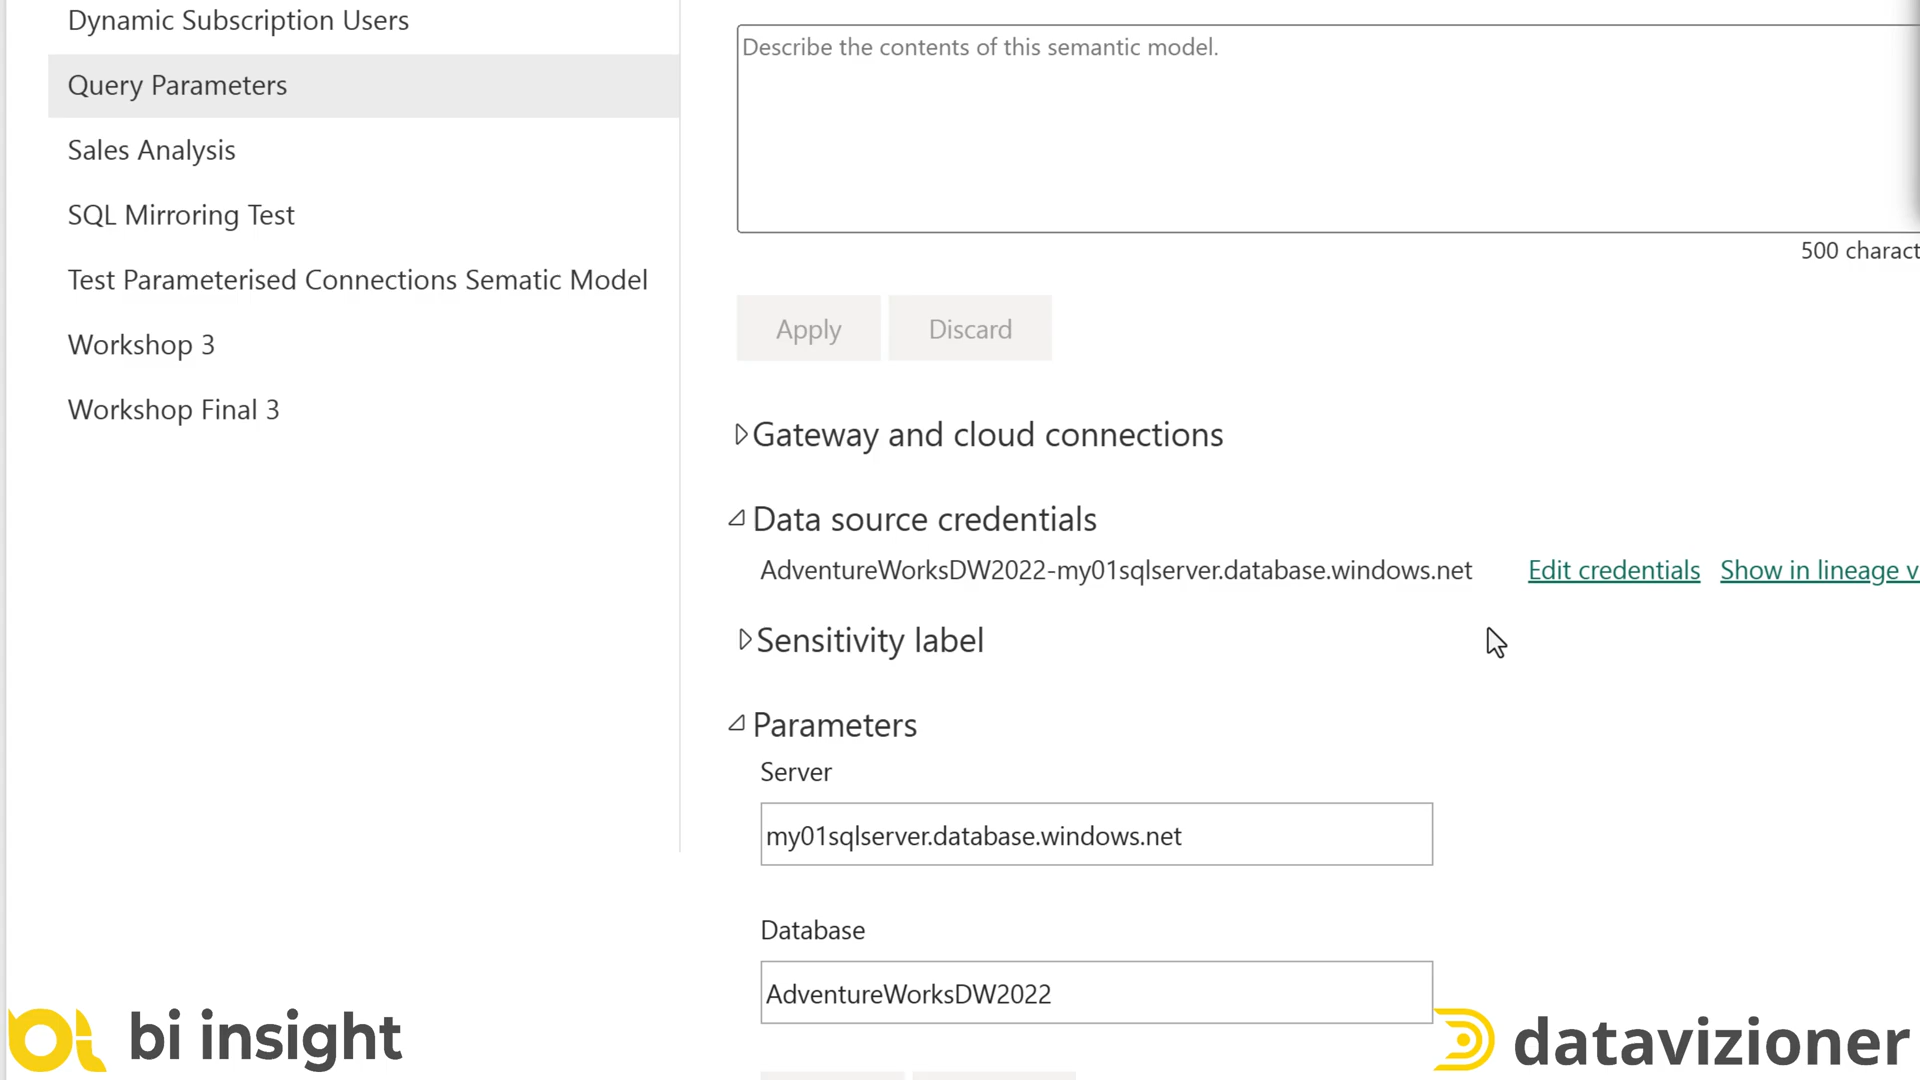 Dynamic Subscription Users
Query Parameters
Sales Analysis
SQL Mirroring Test
Test Parameterised Connections Sematic Model
Workshop 3
Workshop Final 3
Describe the contents of this semantic model.
500 charact
Apply
Discard
Gateway and cloud connections
Data source credentials
AdventureWorksDW2022-my01sqlserver.database.windows.net Edit credentials Show in lineage v
Sensitivity label
Parameters
Server
my01sqlserver.database.windows.net
Database
AdventureWorksDW2022
bi insight
datavizioner